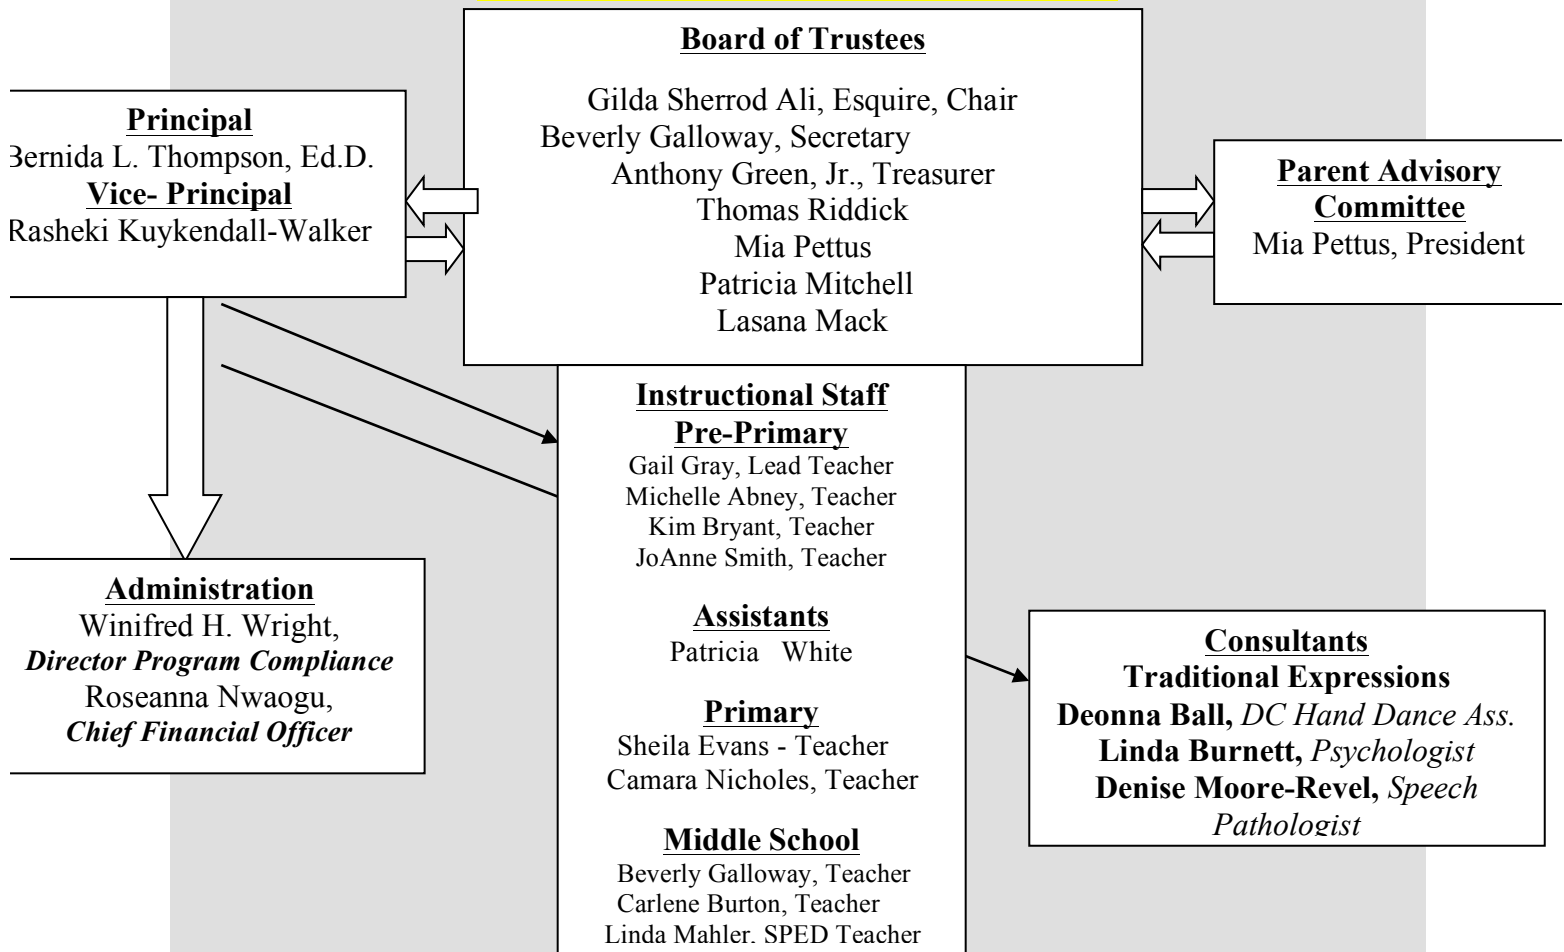 Board of Trustees
Gilda Sherrod Ali, Esquire, Chair
Beverly Galloway, Secretary
Anthony Green, Jr., Treasurer
Thomas Riddick
Mia Pettus
Patricia Mitchell
Lasana Mack
Principal
Bernida L. Thompson, Ed.D.
Vice- Principal
Rasheki Kuykendall-Walker
Parent Advisory
Committee
Mia Pettus, President
Instructional Staff
Pre-Primary
Gail Gray, Lead Teacher
Michelle Abney, Teacher
Kim Bryant, Teacher
JoAnne Smith, Teacher
Assistants
Patricia White
Primary
Sheila Evans - Teacher
Camara Nicholes, Teacher
Middle School
Beverly Galloway, Teacher
Carlene Burton, Teacher
Linda Mahler, SPED Teacher
Administration
Winifred H. Wright,
Director Program Compliance
Roseanna Nwaogu,
Chief Financial Officer
Consultants
Traditional Expressions
Deonna Ball, DC Hand Dance Ass.
Linda Burnett, Psychologist
Denise Moore-Revel, Speech
Pathologist